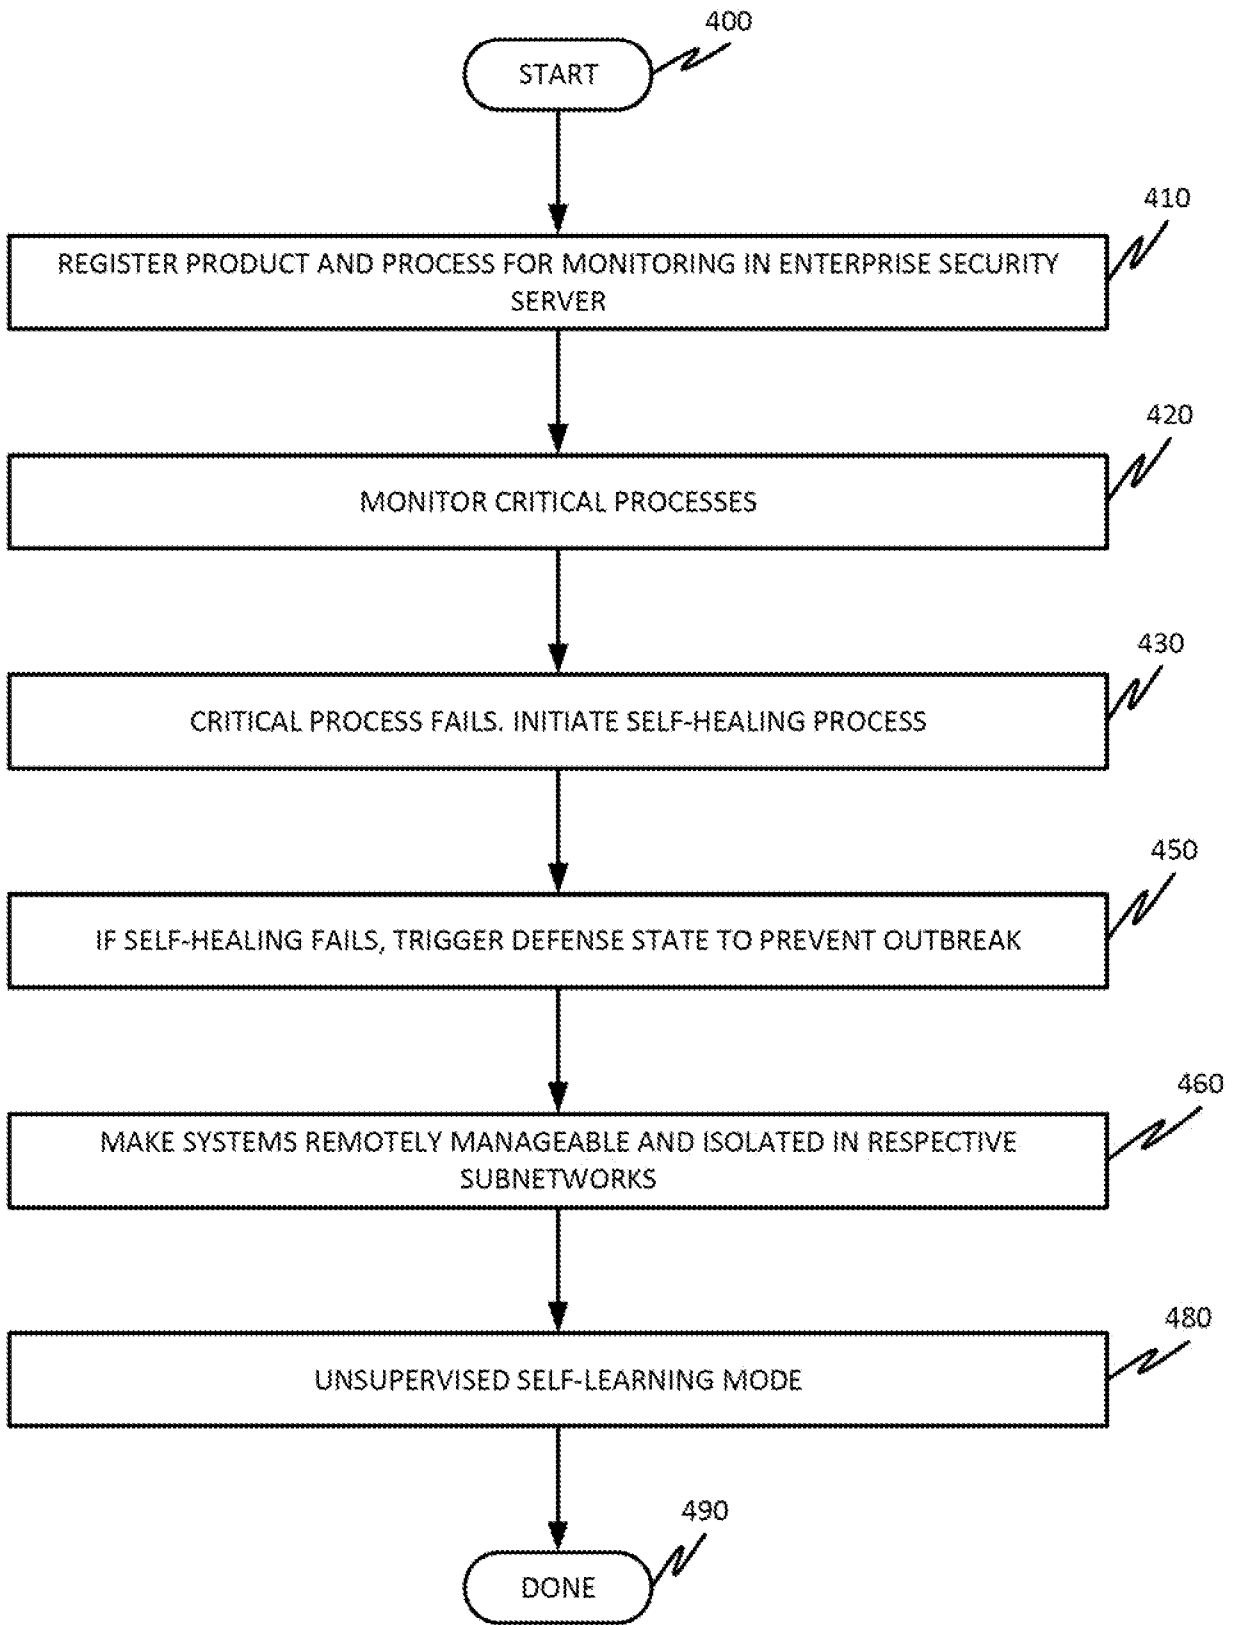 400
START
410
REGISTER PRODUCT AND PROCESS FOR MONITORING IN ENTERPRISE SECURITY
SERVER
420
MONITOR CRITICAL PROCESSES
430
CRITICAL PROCESS FAILS. INITIATE SELF-HEALING PROCESS
450
IF SELF-HEALING FAILS, TRIGGER DEFENSE STATE TO PREVENT OUTBREAK
460
MAKE SYSTEMS REMOTELY MANAGEABLE AND ISOLATED IN RESPECTIVE
SUBNETWORKS
480
UNSUPERVISED SELF-LEARNING MODE
490
DONE